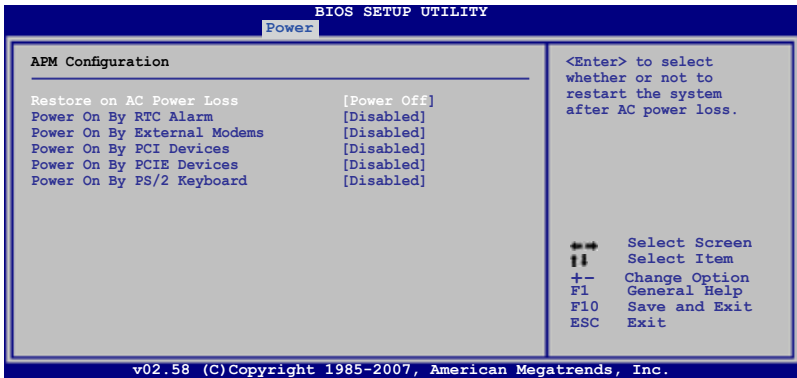 BIOS SETUP UTILITY
Power
APM Configuration
Restore on AC Power Loss [Power Off]
Power On By RTC Alarm [Disabled]
Power On By External Modems [Disabled]
Power On By PCI Devices [Disabled]
Power On By PCIE Devices [Disabled]
Power On By PS/2 Keyboard [Disabled]
<Enter> to select
whether or not to
restart the system
after AC power loss.
←→ Select Screen
↑↓ Select Item
+- Change Option
F1 General Help
F10 Save and Exit
ESC Exit
v02.58 (C)Copyright 1985-2007, American Megatrends, Inc.